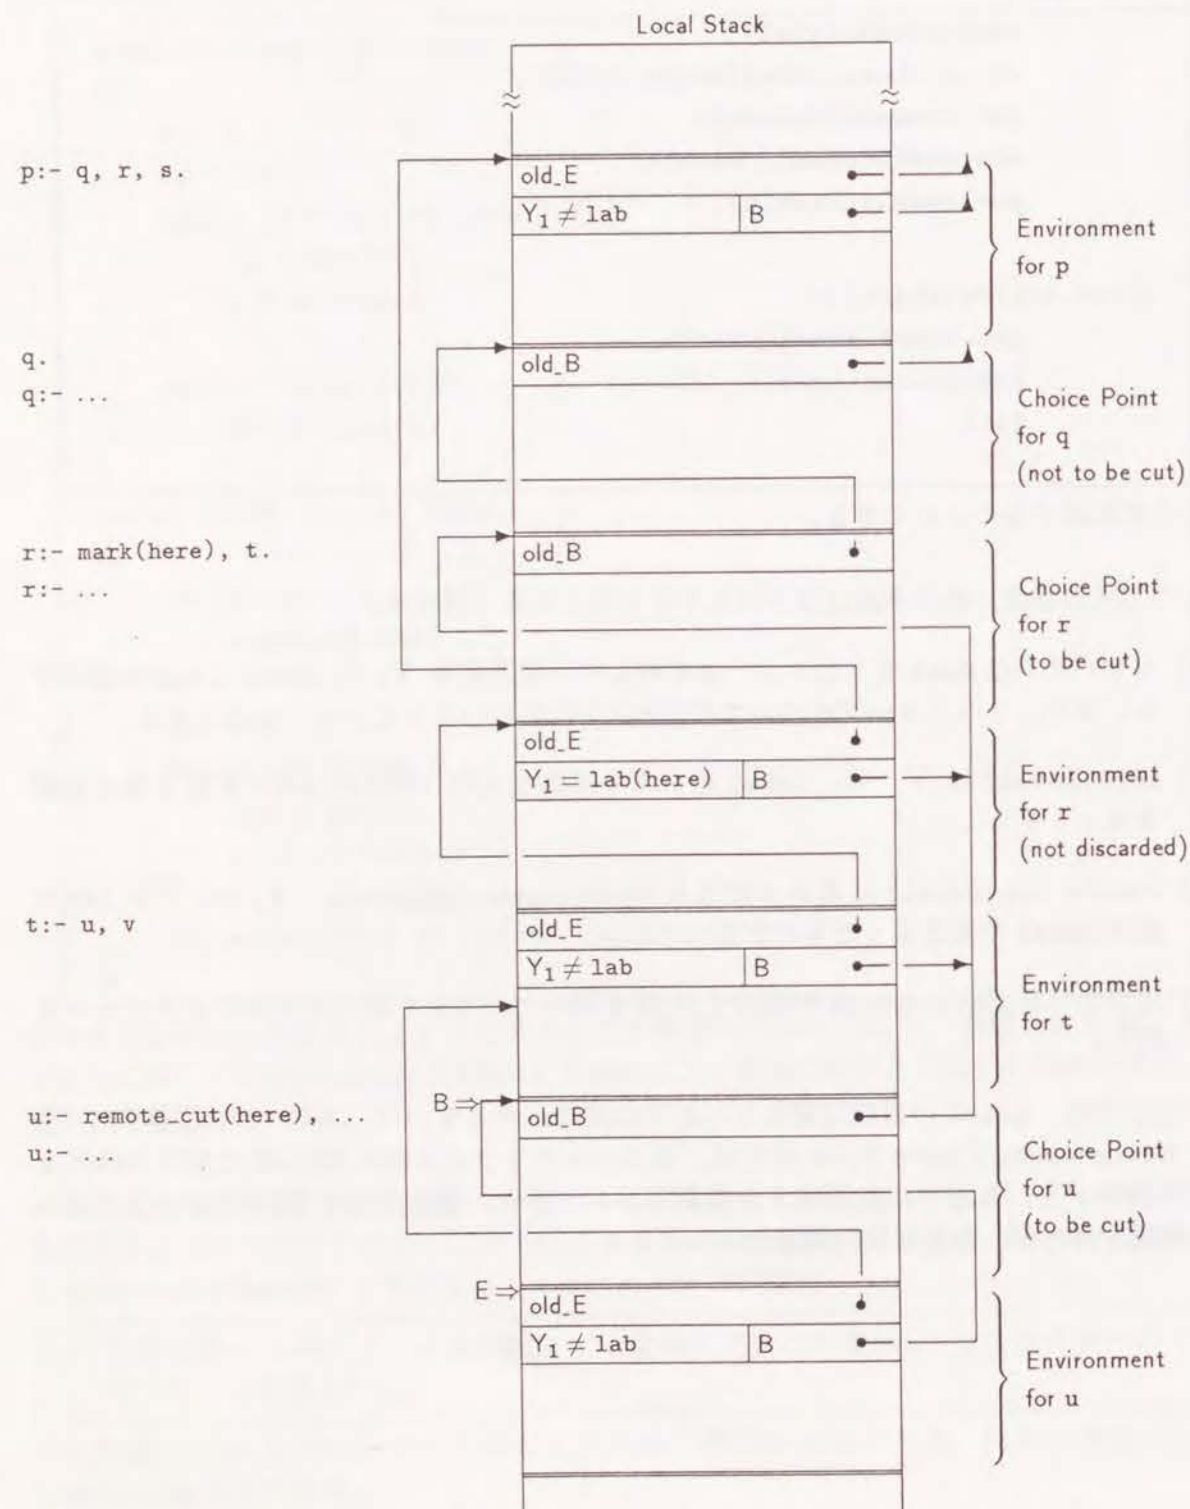 Local Stack
p:- q, r, s.
old_E
Y₁ ≠ lab B
Environment
for p
q.
q:- ...
old_B
Choice Point
for q
(not to be cut)
r:- mark(here), t.
r:- ...
old_B
Choice Point
for r
(to be cut)
old_E
Y₁ = lab(here) B
Environment
for r
(not discarded)
t:- u, v
old_E
Y₁ ≠ lab B
Environment
for t
B⇒
u:- remote_cut(here), ...
u:- ...
old_B
Choice Point
for u
(to be cut)
E⇒
old_E
Y₁ ≠ lab B
Environment
for u